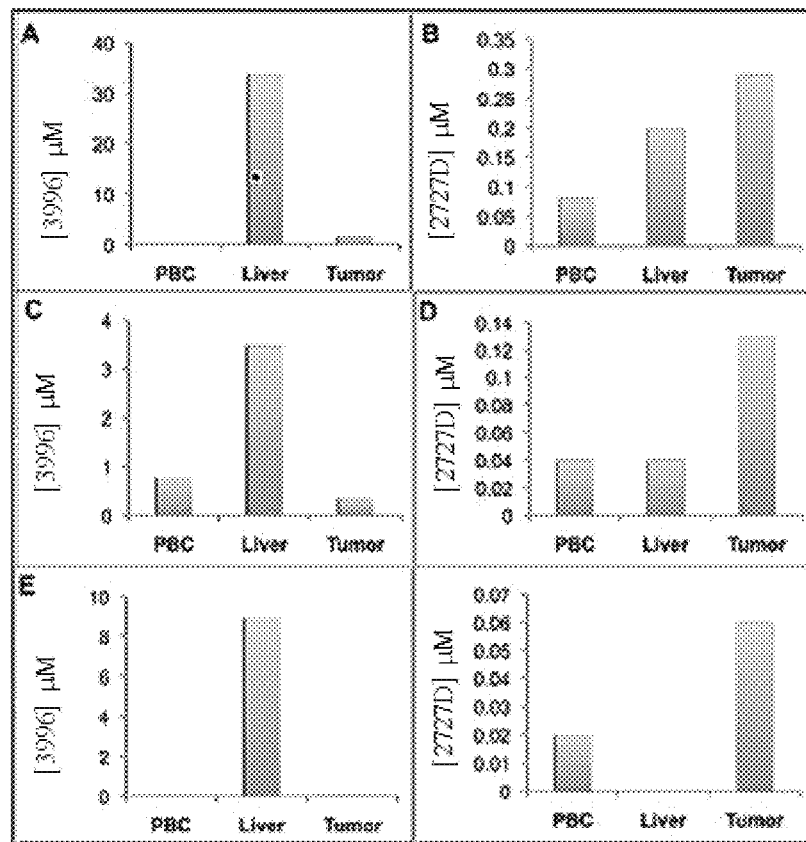 A
[3996] μM
40
30
20
10
0
PBC Liver Tumor
B
[2727D] μM
0.35
0.3
0.25
0.2
0.15
0.1
0.05
0
PBC Liver Tumor
C
[3996] μM
4
3
2
1
0
PBC Liver Tumor
D
[2727D] μM
0.14
0.12
0.1
0.08
0.06
0.04
0.02
0
PBC Liver Tumor
E
[3996] μM
10
8
6
4
2
0
PBC Liver Tumor
[2727D] μM
0.07
0.06
0.05
0.04
0.03
0.02
0.01
0
PBC Liver Tumor